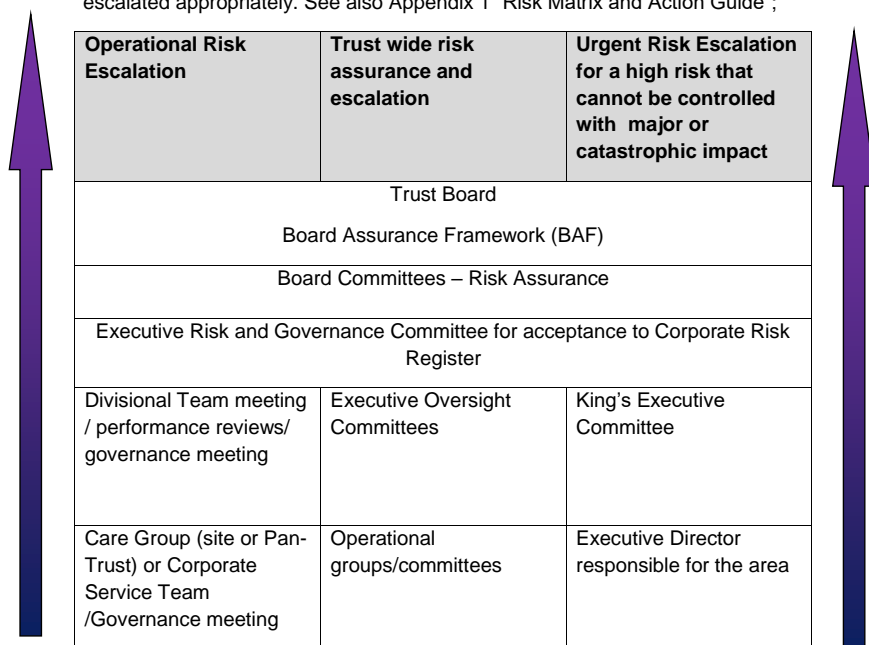 escalated appropriately. See also Appendix 1 "Risk Matrix and Action Guide";
Operational Risk
Escalation
Trust wide risk
assurance and
escalation
Urgent Risk Escalation
for a high risk that
cannot be controlled
with major or
catastrophic impact
Trust Board
Board Assurance Framework (BAF)
Board Committees – Risk Assurance
Executive Risk and Governance Committee for acceptance to Corporate Risk
Register
Divisional Team meeting
/ performance reviews/
governance meeting
Executive Oversight
Committees
King's Executive
Committee
Care Group (site or Pan-
Trust) or Corporate
Service Team
/Governance meeting
Operational
groups/committees
Executive Director
responsible for the area